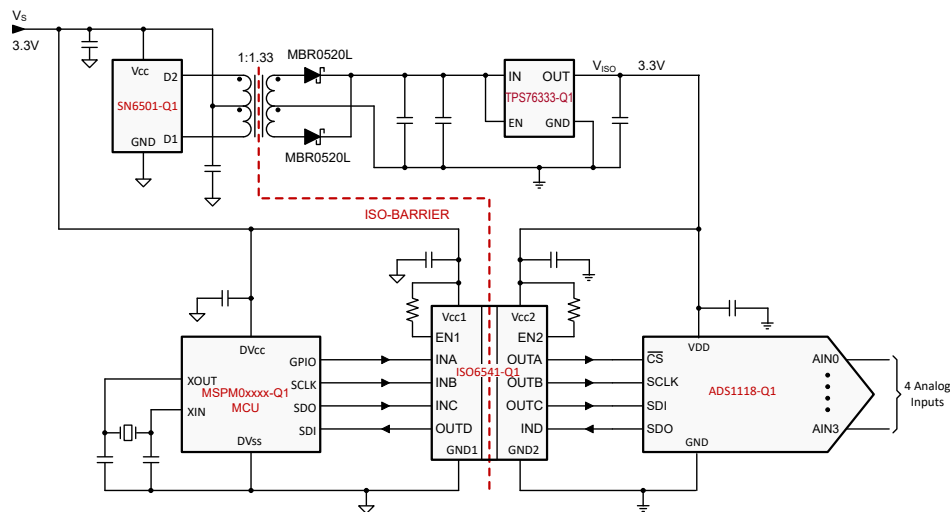 VS
3.3V
1:1.33
MBR0520L
Vcc
D2
SN6501-Q1
GND
D1
MBR0520L
IN
OUT
TPS76333-Q1
EN
GND
VISO
3.3V
ISO-BARRIER
DVcc
XOUT
XIN
MSPM0xxxx-Q1
MCU
GPIO
SCLK
SDO
SDI
DVss
Vcc1
Vcc2
EN1
EN2
INA
OUTA
ISO6541-Q1
INB
OUTB
INC
OUTC
OUTD
IND
GND1
GND2
VDD
CS
SCLK
SDI
SDO
ADS1118-Q1
GND
AIN0
AIN3
4 Analog
Inputs